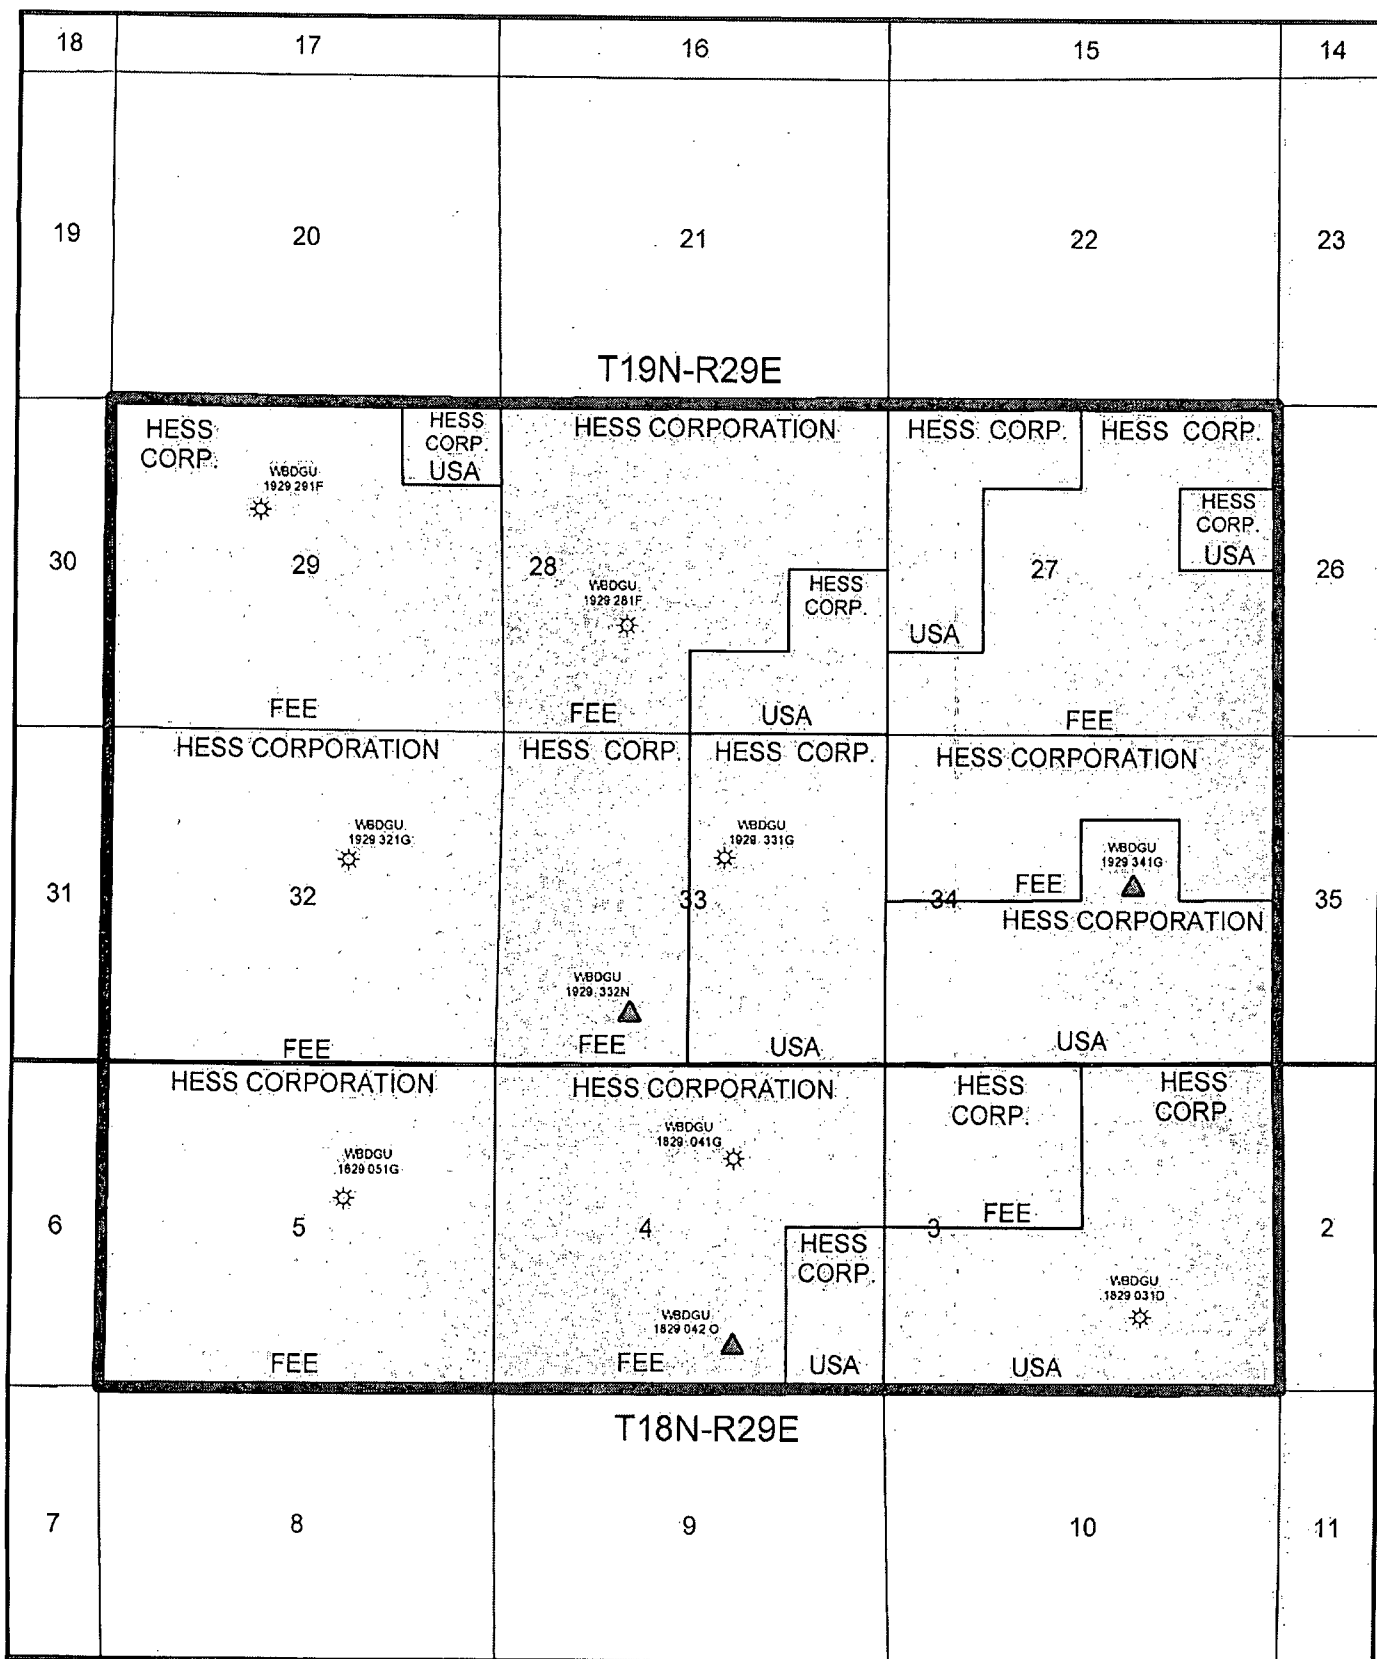 18
17
16
15
14
19
20
21
22
23
T19N-R29E
HESS
CORP.
HESS
CORP.
USA
HESS CORPORATION
HESS CORP.
HESS CORP.
WBDGU
1929 291F
HESS
CORP.
USA
30
29
28
27
26
WBDGU
1929 281F
HESS
CORP.
USA
FEE
FEE
USA
FEE
HESS CORPORATION
HESS CORP.
HESS CORP.
HESS CORPORATION
WBDGU
1929 321G
WBDGU
1929 331G
WBDGU
1929 341G
FEE
31
32
33
34
35
HESS CORPORATION
WBDGU
1929 332N
FEE
FEE
USA
USA
HESS CORPORATION
HESS CORPORATION
HESS
CORP.
HESS
CORP.
WBDGU
1829 051G
WBDGU
1829 041G
FEE
6
5
4
3
2
HESS
CORP.
WBDGU
1829 031D
WBDGU
1829 042 O
FEE
FEE
USA
USA
T18N-R29E
7
8
9
10
11